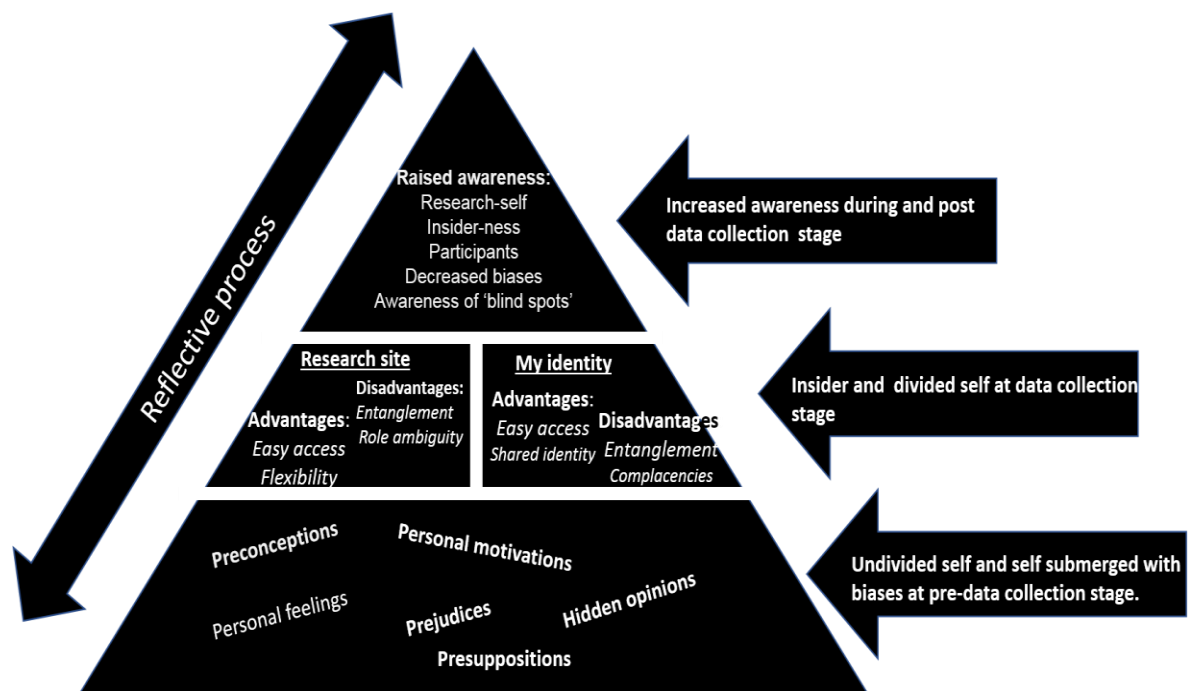 Reflective process
Raised awareness:
Research-self
Insider-ness
Participants
Decreased biases
Awareness of ‘blind spots’
Increased awareness during and post
data collection stage
Research site
Advantages:
Easy access
Flexibility
Disadvantages:
Entanglement
Role ambiguity
My identity
Advantages:
Easy access
Shared identity
Disadvantages
Entanglement
Complacencies
Insider and divided self at data collection
stage
Preconceptions
Personal motivations
Personal feelings
Prejudices
Hidden opinions
Presuppositions
Undivided self and self submerged with
biases at pre-data collection stage.